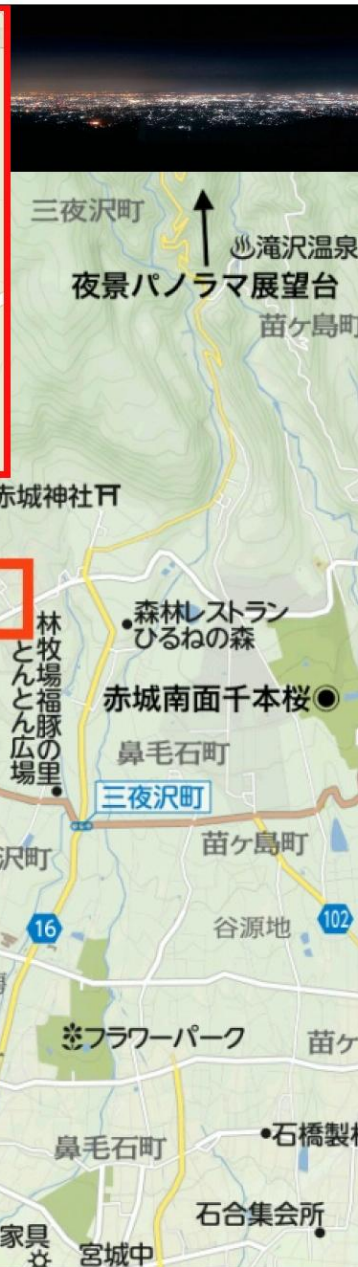 三夜沢町
滝沢温泉
夜景パノラマ展望台
苗ヶ島町
赤城神社
森林レストラン
ひるねの森
林牧場福豚の里
とんとん広場
赤城南面千本桜
鼻毛石町
三夜沢町
苗ヶ島町
沢町
16
谷源地
102
フラワーパーク
苗ヶ
鼻毛石町
石橋製材
石合集会所
家具
宮城中